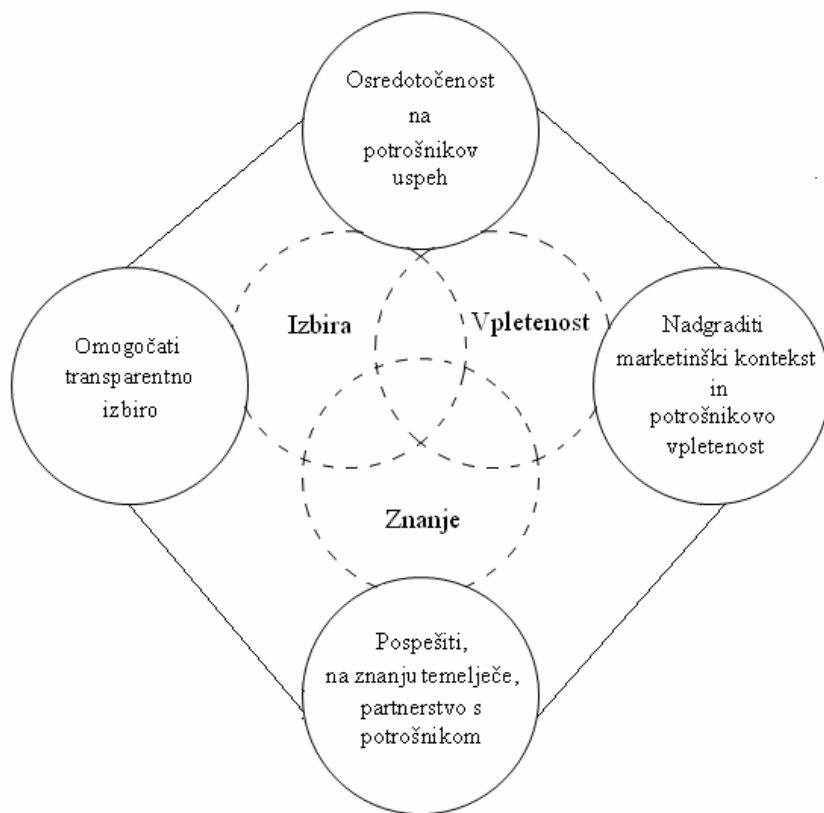 Osredotočenost
na
potrošnikov
uspeh
Izbira
Vpletenost
Omogočati
transparentno
izbiro
Nadgraditi
marketinški kontekst
in
potrošnikovo
vpletenost
Znanje
Pospešiti,
na znanju temelječe,
partnerstvo s
potrošnikom